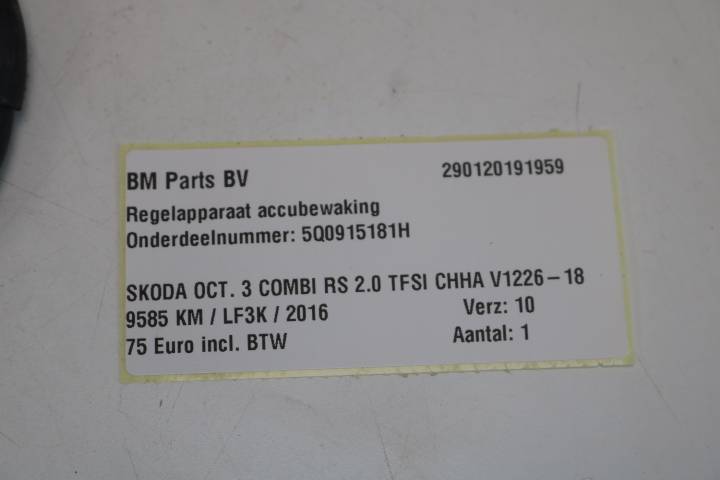 BM Parts BV 290120191959
Regelapparaat accubewaking
Onderdeelnummer: 5Q0915181H
SKODA OCT. 3 COMBI RS 2.0 TFSI CHHA V1226-18
9585 KM / LF3K / 2016 Verz: 10
75 Euro incl. BTW Aantal: 1